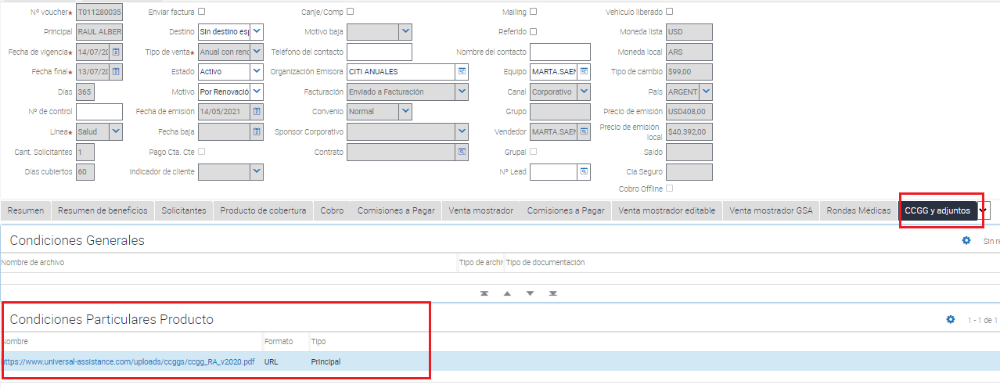 Nº voucher T011280035 Enviar factura Canje/Comp Mailing Vehículo liberado
Principal RAUL ALBER Destino Sin destino esp Motivo baja Referido Moneda lista USD
Fecha de vigencia★ 14/07/20 Tipo de venta★ Anual con reno Teléfono del contacto Nombre del contacto Moneda local ARS
Fecha final★ 13/07/20 Estado Activo Organización Emisora CITI ANUALES Equipo MARTA.SAEN Tipo de cambio $99,00
Días 365 Motivo Por Renovació Facturación Enviado a Facturación Canal Corporativo País ARGENT
Nº de control Fecha de emisión 14/05/2021 Convenio Normal Grupo Precio de emisión USD408,00
Línea★ Salud Fecha baja Sponsor Corporativo Vendedor MARTA.SAEN Precio de emisión local $40.392,00
Cant. Solicitantes 1 Pago Cta. Cte Contrato Grupal Saldo
Días cubiertos 60 Indicador de cliente Nº Lead Cia Seguro
Cobro Offline
Resumen Resumen de beneficios Solicitantes Producto de cobertura Cobro Comisiones a Pagar Venta mostrador Comisiones a Pagar Venta mostrador editable Venta mostrador GSA Rondas Médicas CCGG y adjuntos
Condiciones Generales Sin re
Nombre de archivo Tipo de archiv Tipo de documentación
Condiciones Particulares Producto 1 - 1 de 1
Nombre Formato Tipo
https://www.universal-assistance.com/uploads/ccggs/ccgg_RA_v2020.pdf URL Principal